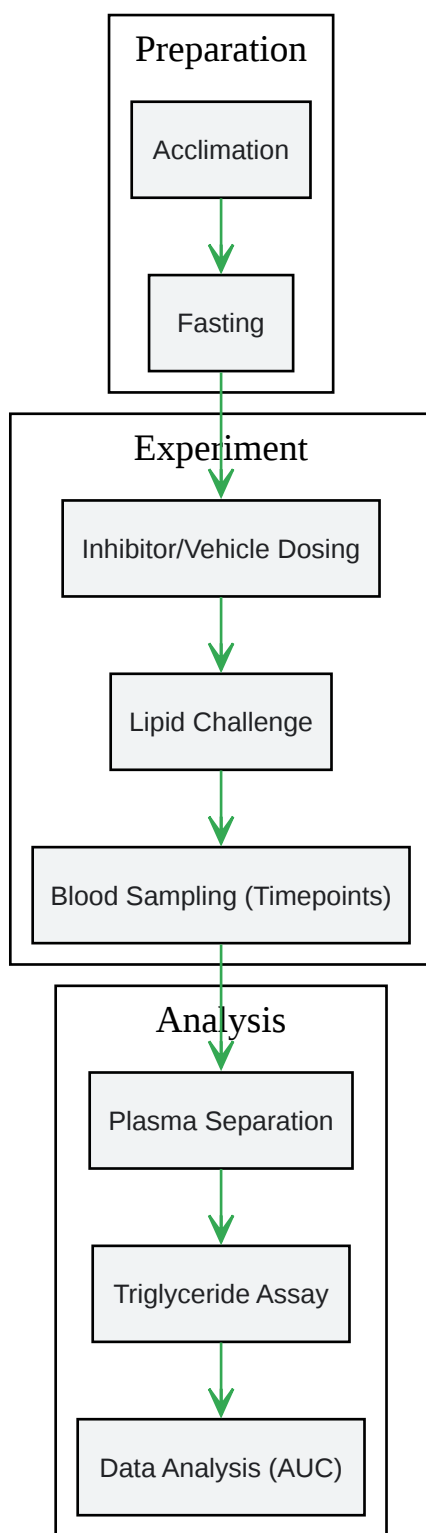 Preparation
Acclimation
Fasting
Experiment
Inhibitor/Vehicle Dosing
Lipid Challenge
Blood Sampling (Timepoints)
Analysis
Plasma Separation
Triglyceride Assay
Data Analysis (AUC)